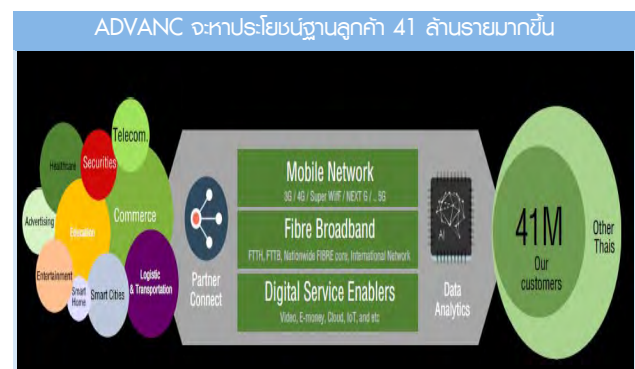 ADVANC จะหาประโยชน์ฐานลูกค้า 41 ล้านรายมากขึ้น
Telecom.
Healthcare
Securities
Advertising
Education
Commerce
Entertainment
Smart
Home
Smart Cities
Logistic
& Transportation
Partner
Connect
Mobile Network
3G / 4G / Super WiFi / NEXT G / .. 5G
Fibre Broadband
FTTH, FTTB, Nationwide FIBRE core, International Network
Digital Service Enablers
Video, E-money, Cloud, IoT, and etc
AI
Data
Analytics
41M
Our
customers
Other
Thais